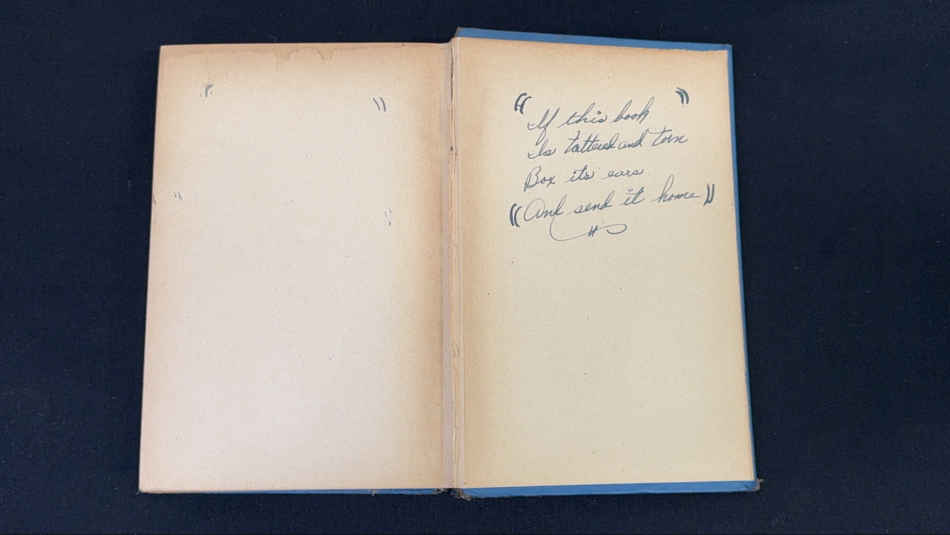 "If this book"
Is tattered and torn
Box its ears
"And send it home"